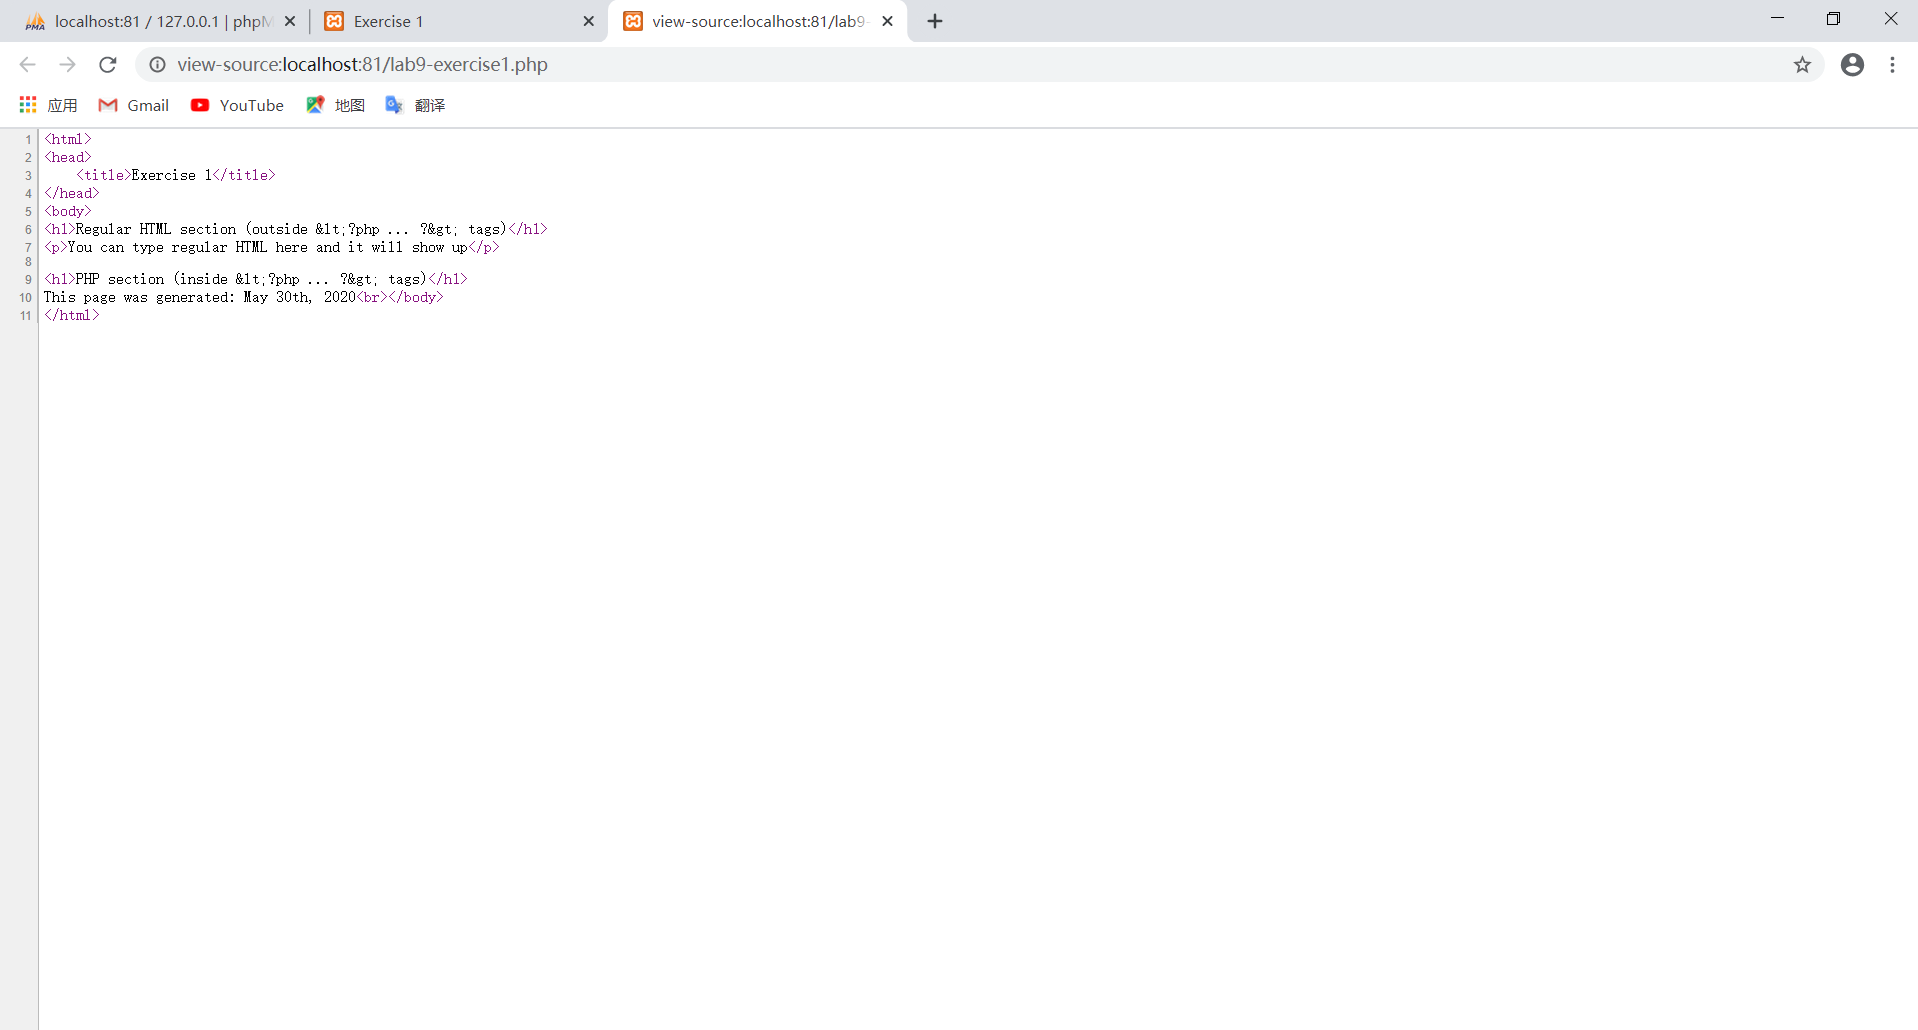 localhost:81 / 127.0.0.1 | phpM
Exercise 1
view-source:localhost:81/lab9-
view-source:localhost:81/lab9-exercise1.php
应用 Gmail YouTube 地图 翻译
1 <html>
2 <head>
3 <title>Exercise 1</title>
4 </head>
5 <body>
6 <h1>Regular HTML section (outside &lt;?php ... ?&gt; tags)</h1>
7 <p>You can type regular HTML here and it will show up</p>
8
9 <h1>PHP section (inside &lt;?php ... ?&gt; tags)</h1>
10 This page was generated: May 30th, 2020<br></body>
11 </html>